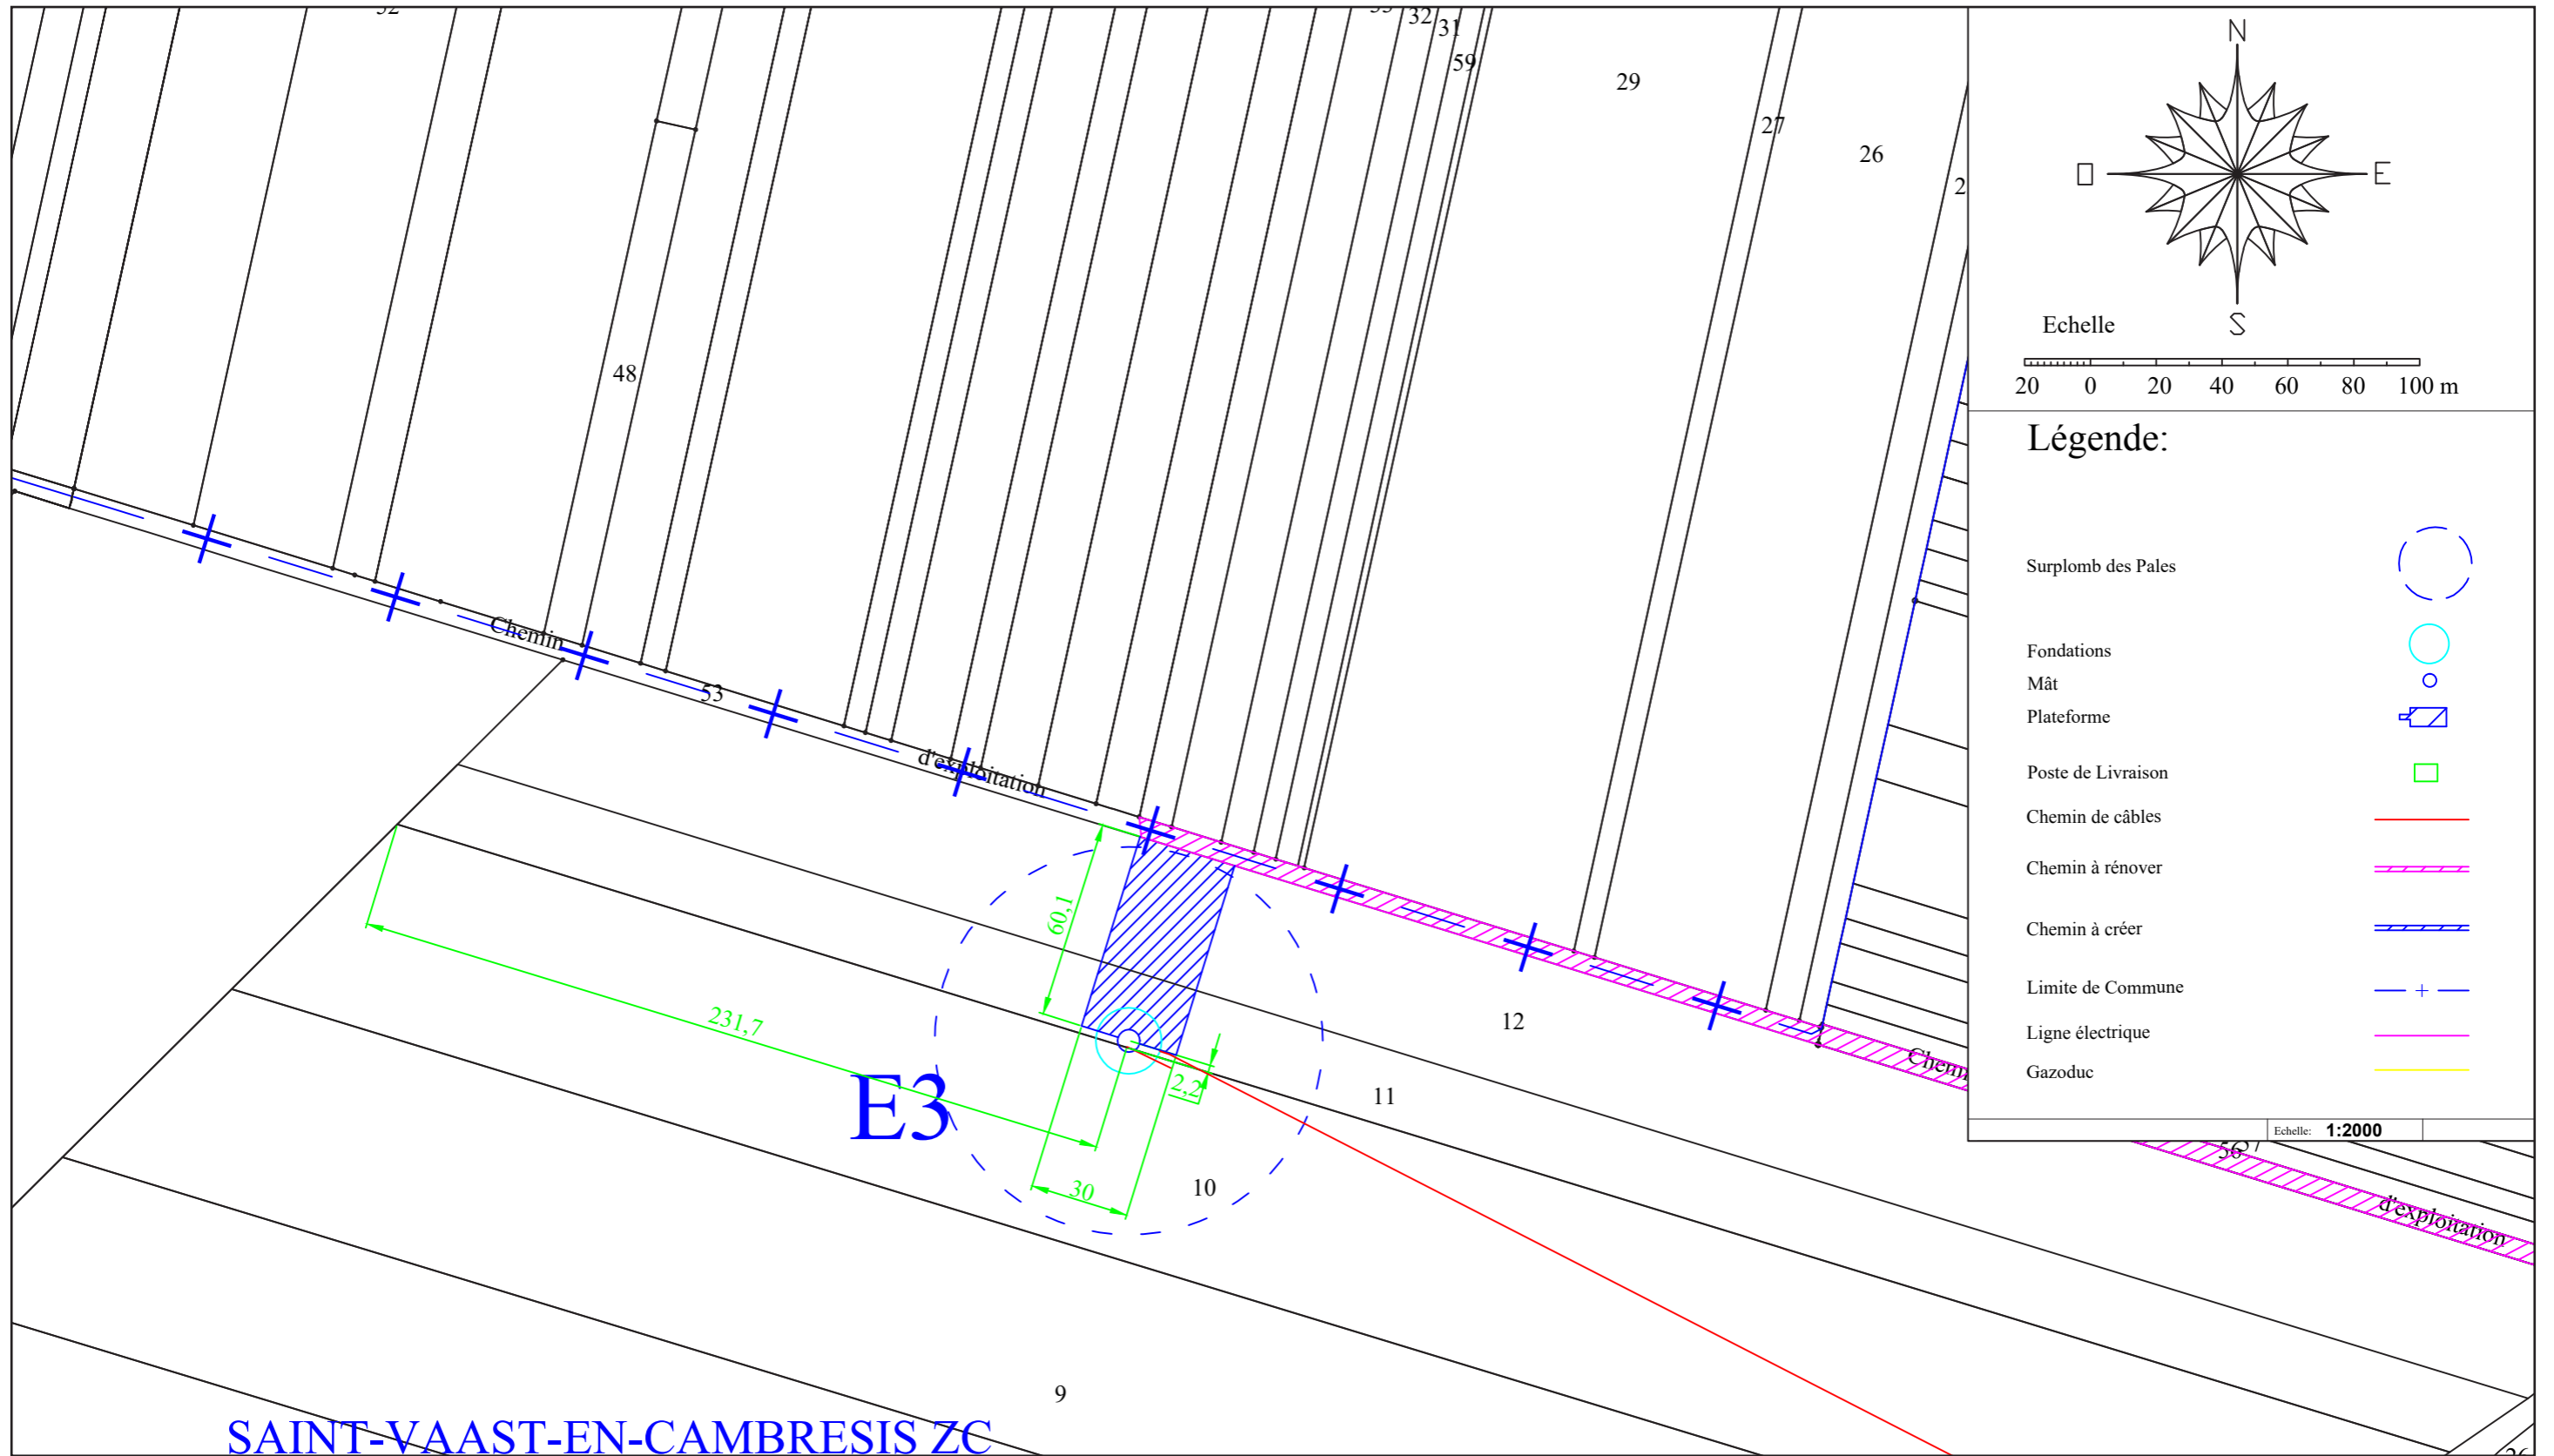 32
31
59
29
27
26
48
Chemin
53
d'exploitation
60,1
231,7
2,2
30
E3
12
11
10
9
Chem
56
d'exploitation
SAINT-VAAST-EN-CAMBRESIS ZC
N
O
E
S
Echelle
20 0 20 40 60 80 100 m
Légende:
Surplomb des Pales
Fondations
Mât
Plateforme
Poste de Livraison
Chemin de câbles
Chemin à rénover
Chemin à créer
Limite de Commune
Ligne électrique
Gazoduc
Echelle: 1:2000